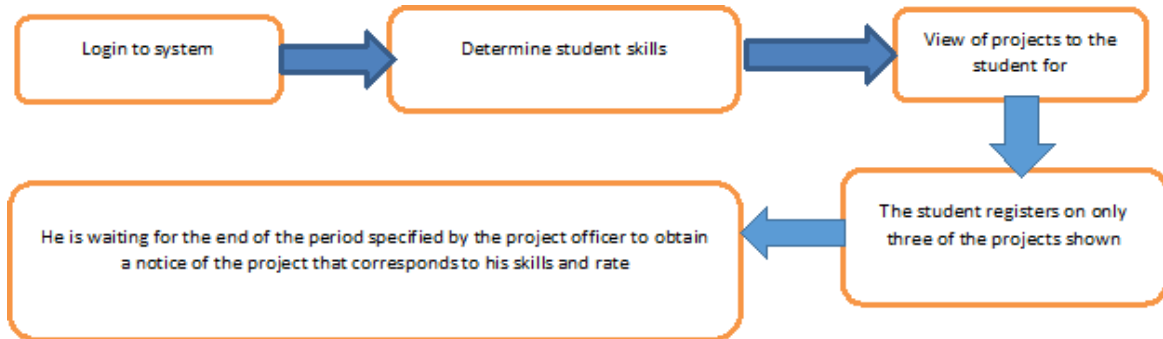 Login to system
Determine student skills
View of projects to the
student for
The student registers on only
three of the projects shown
He is waiting for the end of the period specified by the project officer to obtain
a notice of the project that corresponds to his skills and rate